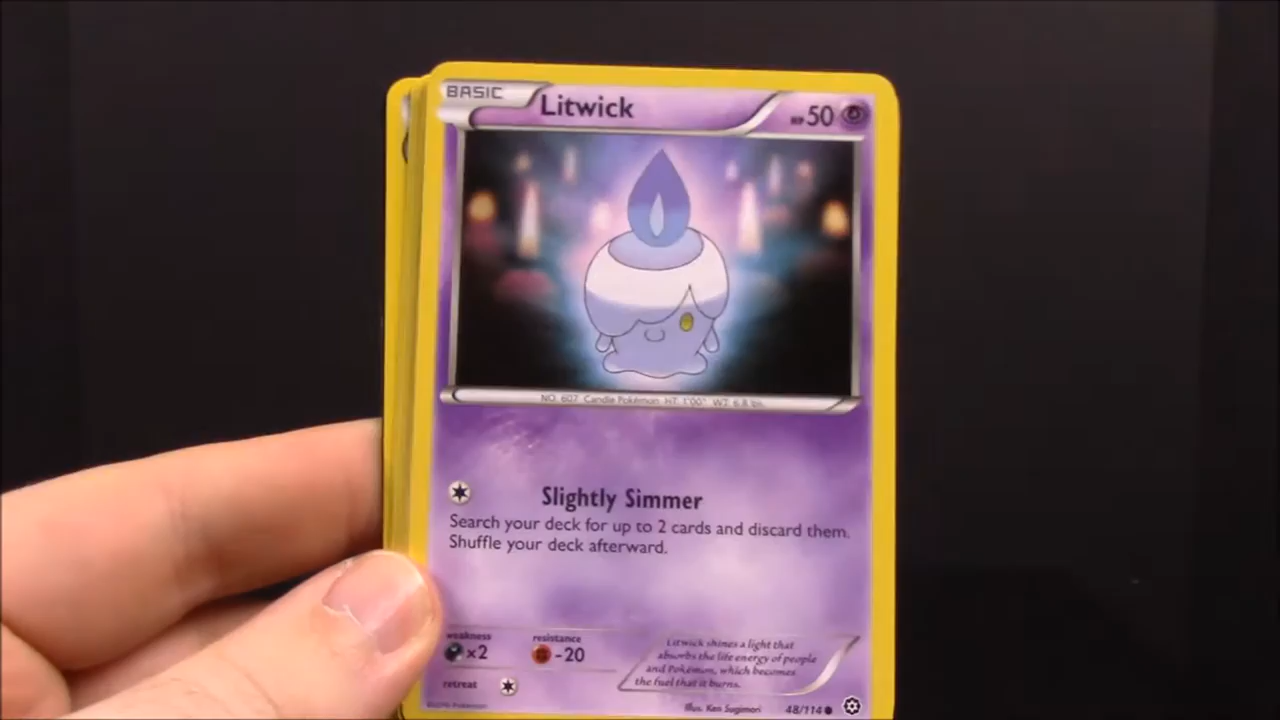 BASIC
Litwick
HP 50
NO. 607 Candle Pokémon HT: 1'00" WT: 6.8 lbs.
Slightly Simmer
Search your deck for up to 2 cards and discard them.
Shuffle your deck afterward.
weakness
×2
resistance
-20
retreat
Litwick shines a light that
absorbs the life energy of people
and Pokémon, which becomes
the fuel that it burns.
©2016 Pokémon
Illus. Ken Sugimori
48/114